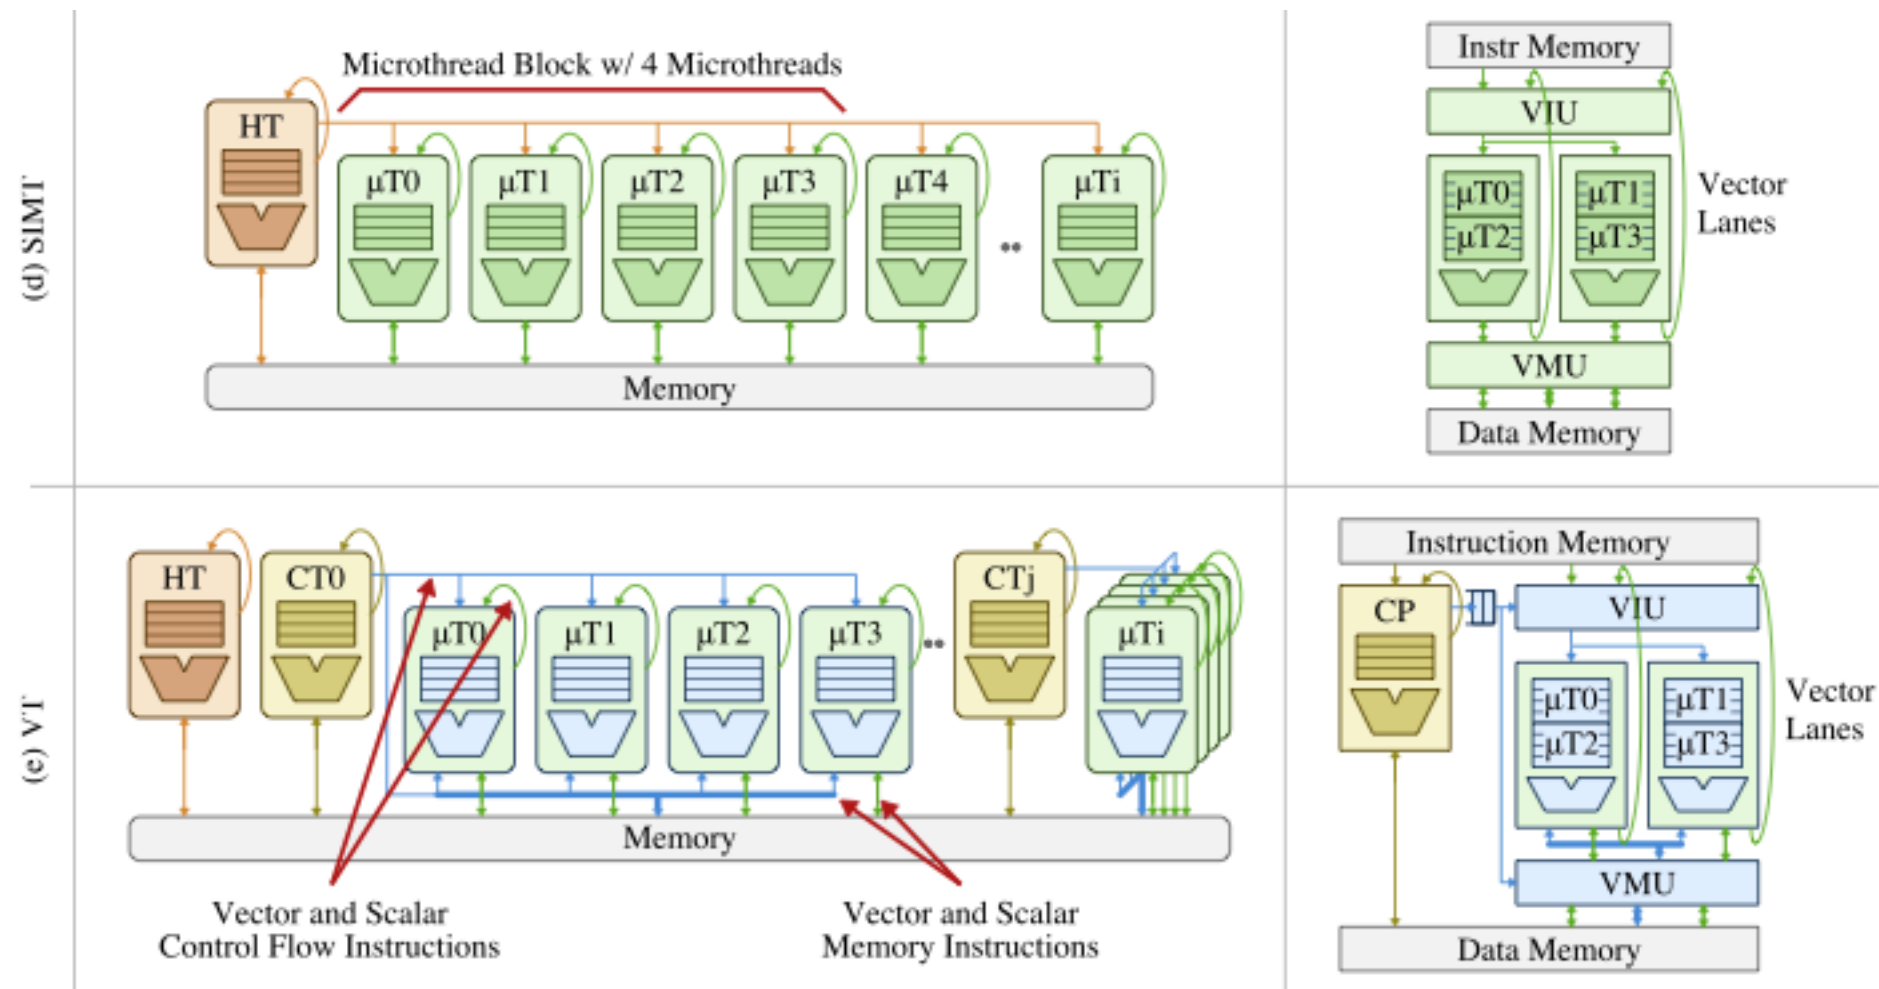 (d) SIMT
Microthread Block w/ 4 Microthreads
HT
μT0
μT1
μT2
μT3
μT4
μTi
Memory
Instr Memory
VIU
μT0
μT1
μT2
μT3
Vector
Lanes
VMU
Data Memory
(e) VT
HT
CT0
μT0
μT1
μT2
μT3
CTj
μTi
Memory
Vector and Scalar
Control Flow Instructions
Vector and Scalar
Memory Instructions
Instruction Memory
CP
VIU
μT0
μT1
μT2
μT3
Vector
Lanes
VMU
Data Memory